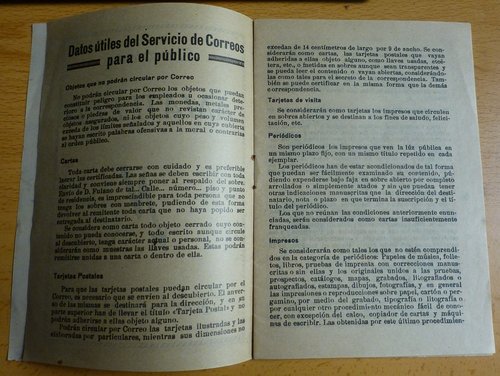 Datos útiles del Servicio de Correos
para el público
Objetos que no podrán circular por Correo
No podrán circular por Correo los objetos que puedan
constituir peligro para los empleados o ocasionar dete-
rioro a la correspondencia. Las monedas, metales pre-
ciosos o piedras de valor que no revistan carácter de
objetos asegurados, ni los objetos cuyo peso y volumen
exceda de los límites señalados y aquellos en cuya cubierta
se hayan escrito palabras ofensivas a la moral o contrarias
al orden público.
Cartas
Toda carta debe cerrarse con cuidado y es preferible
lacrar las certificadas. Las señas se deben escribir con toda
claridad y conviene siempre poner al respaldo del sobre.
Envío de D. Fulano de tal... Calle... número... piso y punto
de residencia, es imprescindible para toda persona que no
use los sobres con membrete, pudiendo de esta forma
devolver al remitente toda carta que no haya podido ser
entregada al destinatario.
Se considera como carta todo objeto cerrado cuyo con-
tenido no pueda conocerse, y todo escrito aunque circule
al descubierto, tenga carácter actual o personal, no se con-
siderarán como muestras las llaves usadas. Estas podrán
remitirse unidas a una carta o dentro de ella.
Tarjetas Postales
Para que las tarjetas postales puedan circular por el
Correo, es necesario que se envíen al descubierto. El anver-
so de las mismas se destinará para la dirección, y en su
parte superior han de llevar el título «Tarjeta Postal» y se
podrán adherirse a ellas objeto alguno.
Podrán circular por Correo las tarjetas ilustradas y las
elaboradas por particulares, mientras sus dimensiones no
excedan de 14 centímetros de largo por 9 de ancho. Se con-
siderarán como cartas, las tarjetas postales que vayan
adheridas a ellas objeto alguno, como llaves usadas, etcé-
tera, etc., o metidas en sobres aunque sean transparentes y
se pueda leer el contenido o vayan abiertas, considerándo-
las como tales para el secreto de la correspondencia. Tam-
bién se puede certificar en la misma forma que la demás
correspondencia.
Tarjetas de visita
Se considerarán como tarjetas los impresos que circulen
en sobres abiertos y se destinan a los fines de saludo, felici-
tación, etc.
Periódicos
Son periódicos los impresos que ven la luz pública en
un mismo plazo fijo, con un mismo título repetido en cada
ejemplar.
Los periódicos han de estar acondicionados de tal forma
que puedan ser fácilmente examinado su contenido, pu-
diendo expenderse bajo faja en sobre abierto por completo
arrollados o simplemente atados y sin que puedan tener
otras indicaciones manuscritas que la dirección del desti-
natario, nota o plazo en que termina la suscripción y el tí-
tulo del periódico.
Los que no reúnan las condiciones anteriormente enun-
ciadas, serán considerados como cartas insuficientemente
franqueadas.
Impresos
Se considerarán como tales los que no estén comprendi-
dos en la categoría de periódicos: Papeles de música, folle-
tos, libros, pruebas de imprenta con correcciones manus-
critas o sin ellas y los originales unidos a las pruebas,
prospectos, catálogos, mapas, grabados, litografiados o
autografiados, estampas, dibujos, fotografías, y en general
las impresiones o reproducciones sobre papel, cartón o per-
gamino, por medio del grabado, tipografía o litografía o
por cualquier otro procedimiento mecánico fácil de cono-
cer, con excepción del calco, copiador de cartas y máqui-
nas de escribir. Las obtenidas por este último procedimien-